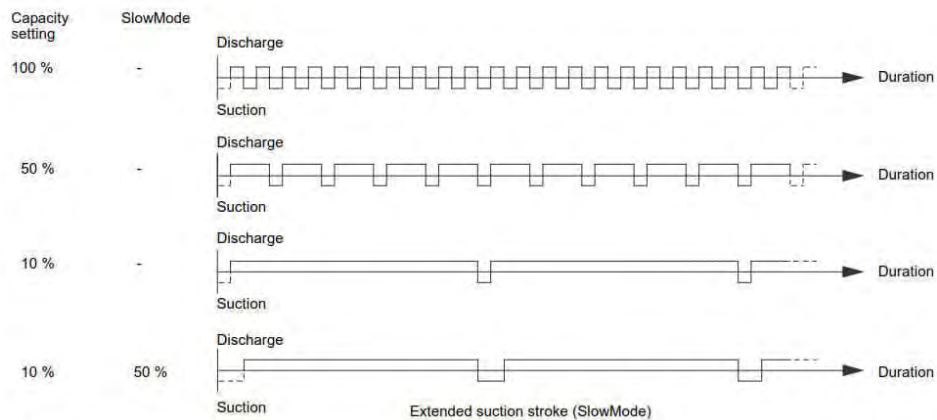 Capacity setting
SlowMode
Discharge
100 %
-
Duration
Suction
Discharge
50 %
-
Duration
Suction
Discharge
10 %
-
Duration
Suction
Discharge
10 %
50 %
Duration
Suction
Extended suction stroke (SlowMode)